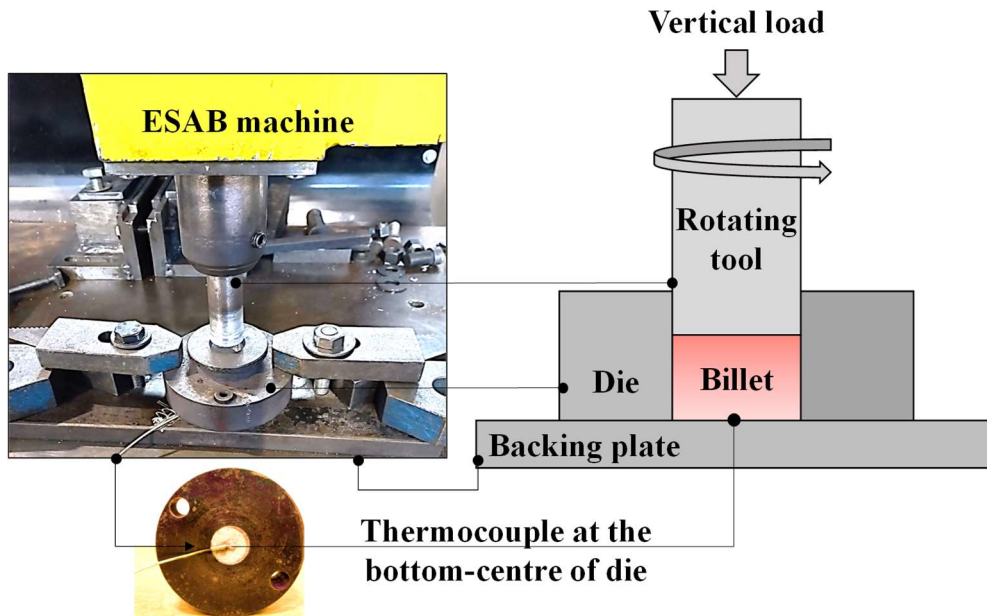 Vertical load
ESAB machine
Rotating
tool
Die
Billet
Backing plate
Thermocouple at the
bottom-centre of die